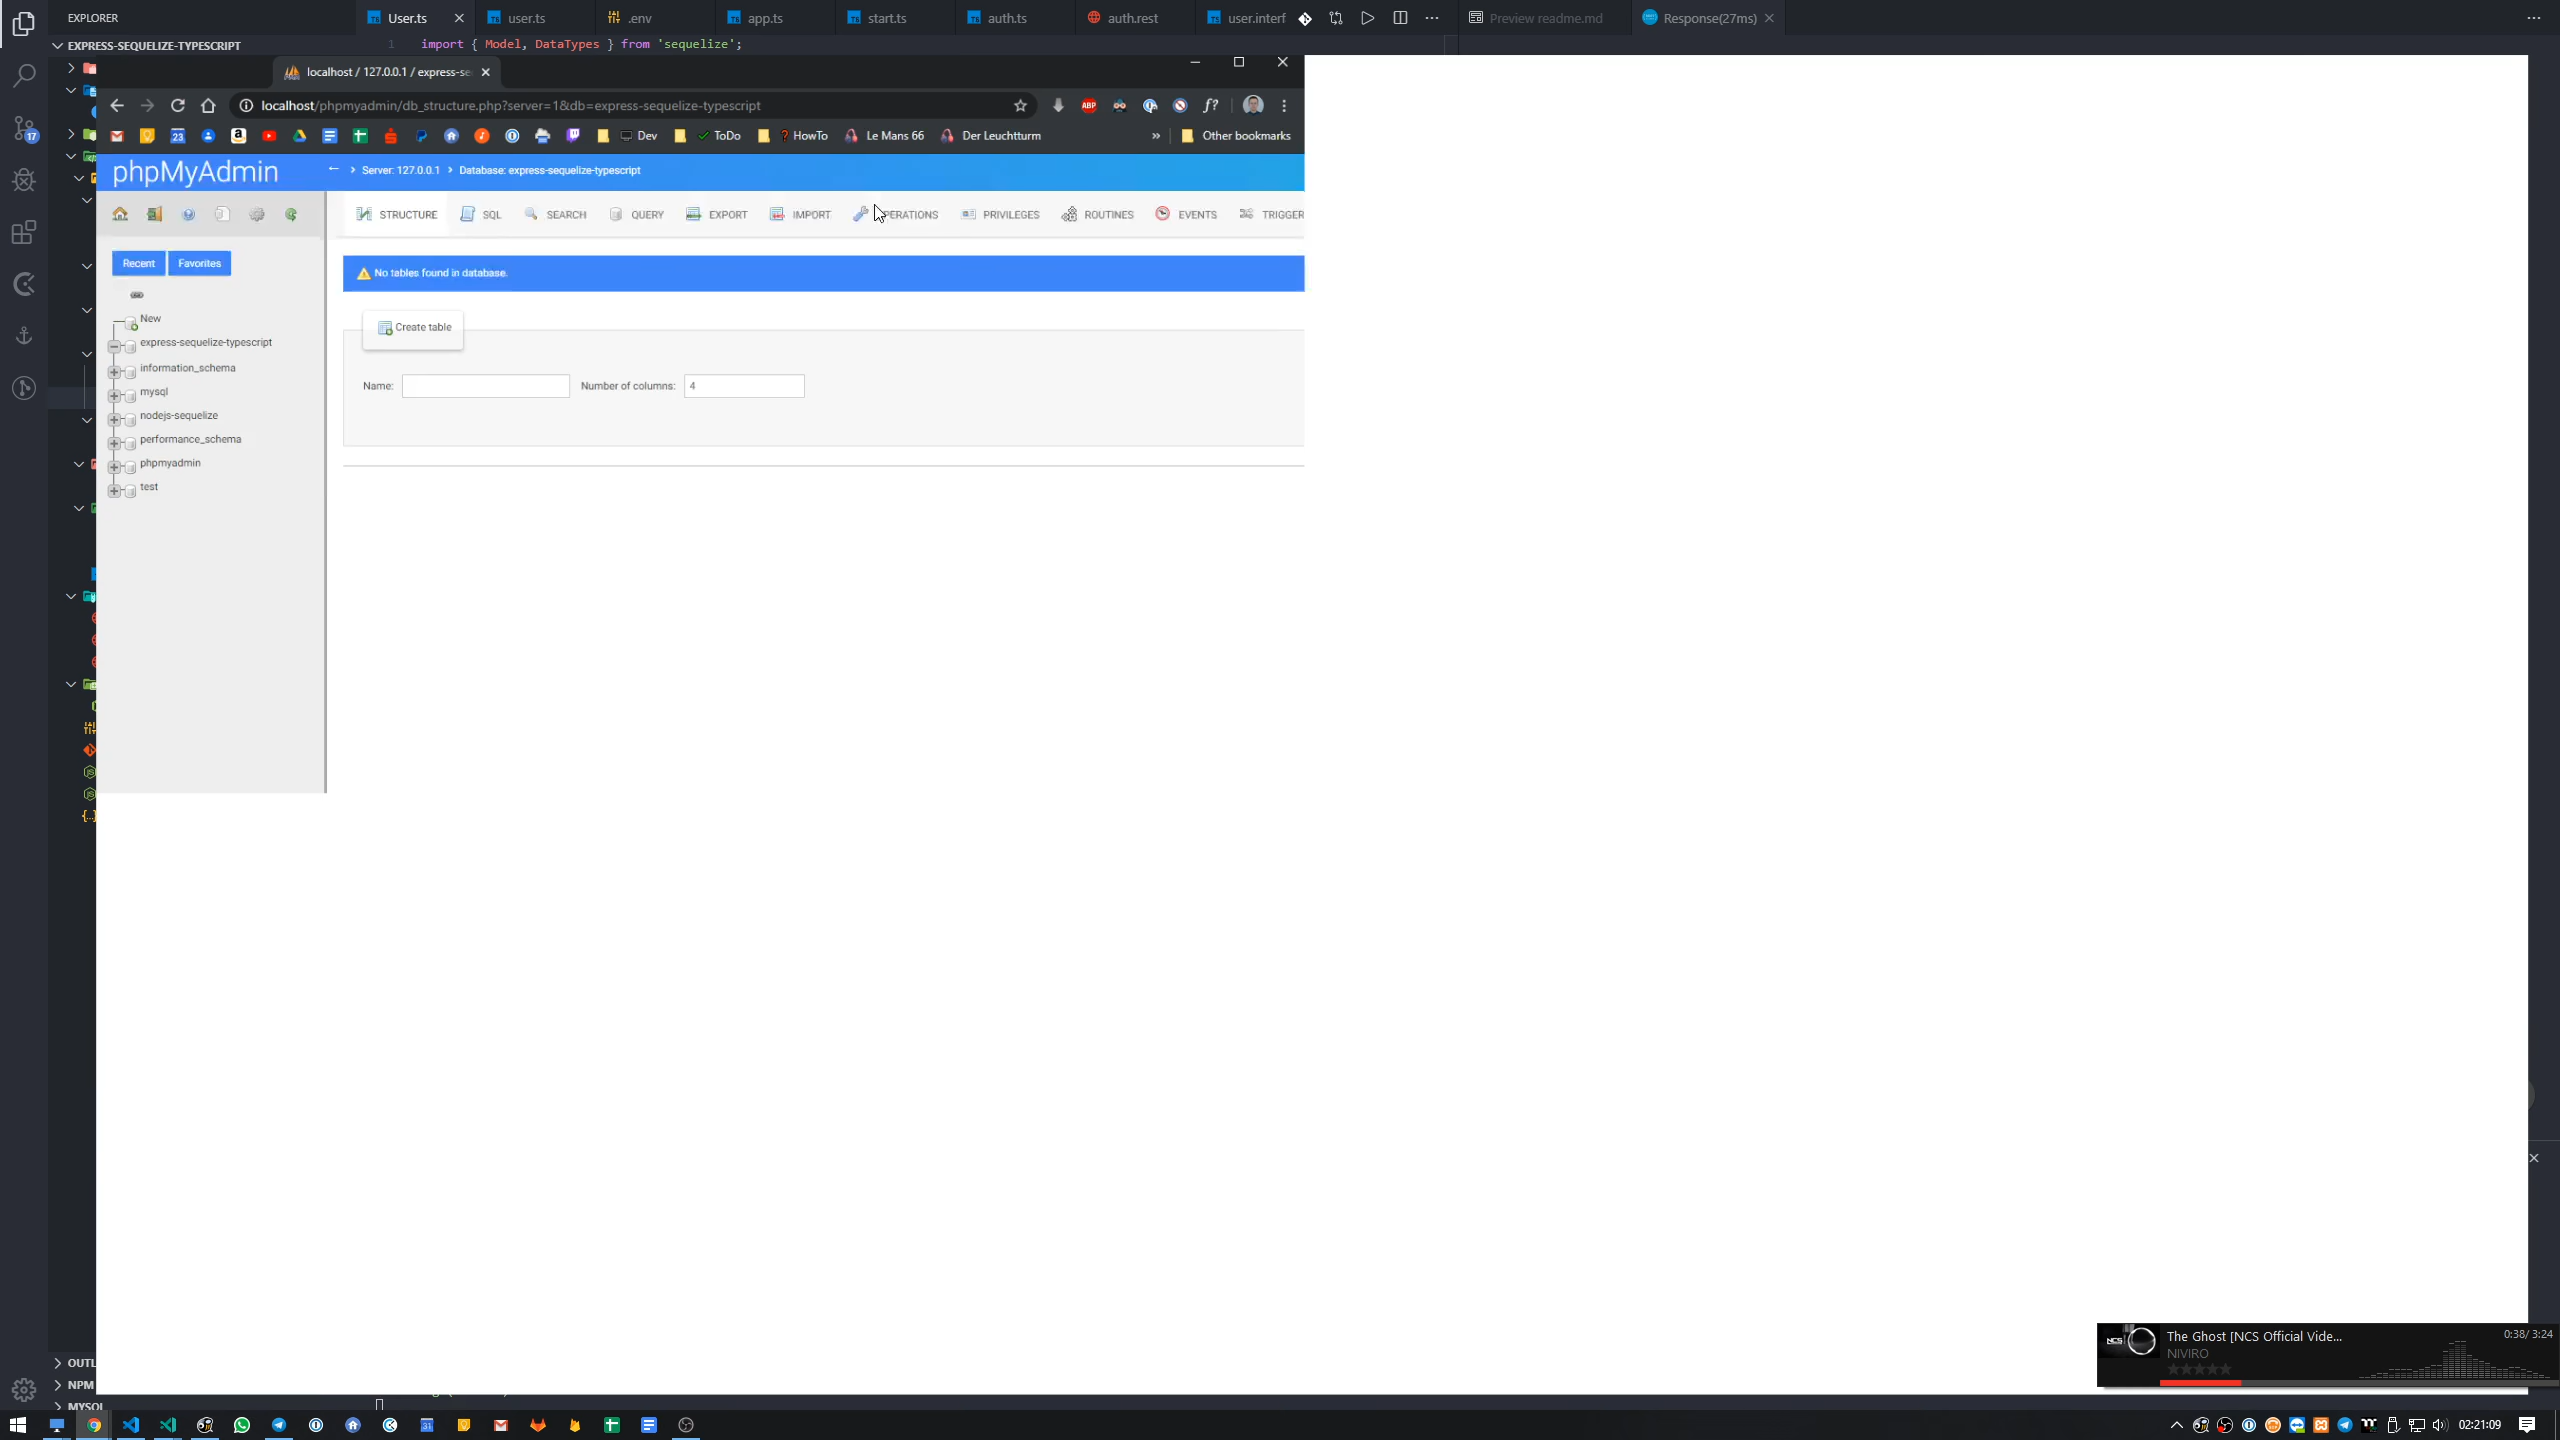 EXPLORER
User.ts
user.ts
.env
app.ts
start.ts
auth.ts
auth.rest
user.interf
Preview readme.md
Response(27ms)
EXPRESS-SEQUELIZE-TYPESCRIPT
1 import { Model, DataTypes } from 'sequelize';
localhost / 127.0.0.1 / express-se
localhost/phpmyadmin/db_structure.php?server=1&db=express-sequelize-typescript
ABP
f?
23
Dev
ToDo
? HowTo
Le Mans 66
Der Leuchtturm
»
Other bookmarks
17
phpMyAdmin
Server: 127.0.0.1 › Database: express-sequelize-typescript
STRUCTURE
SQL
SEARCH
QUERY
EXPORT
IMPORT
PERATIONS
PRIVILEGES
ROUTINES
EVENTS
TRIGGER
Recent
Favorites
No tables found in database.
New
express-sequelize-typescript
information_schema
mysql
nodejs-sequelize
performance_schema
phpmyadmin
test
Create table
Name:
Number of columns: 4
The Ghost [NCS Official Vide...
0:38/ 3:24
NIVIRO
NCS
OUTL
NPM
MYSQL
31
02:21:09